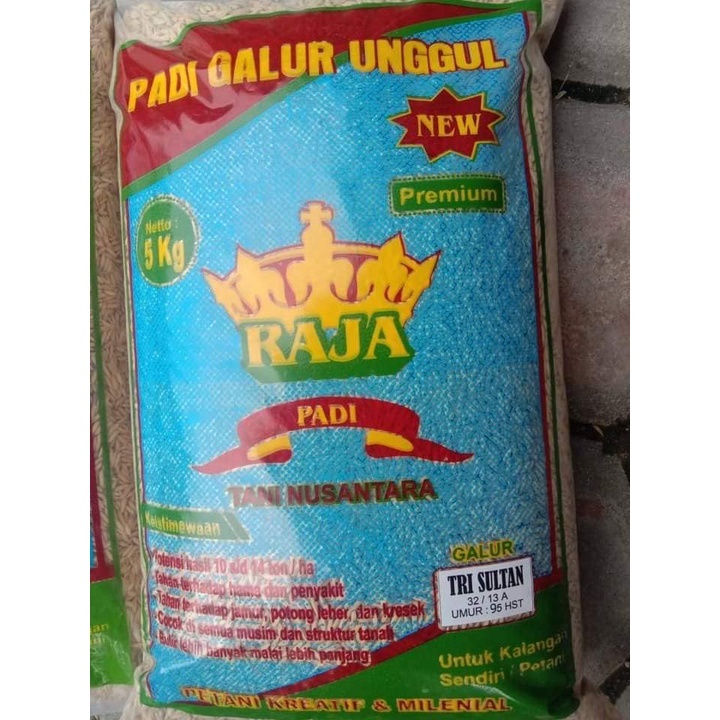 PADI GALUR UNGGUL
NEW
Premium
Netto :
5 Kg
RAJA
PADI
TANI NUSANTARA
Keistimewaan
Potensi hasil 10 s/d 14 ton / ha
- Tahan terhadap hama dan penyakit
- Tahan terhadap jamur, potong leher, dan kresek
- Cocok di semua musim dan struktur tanah
- Bulir lebih banyak malai lebih panjang
GALUR
TRI SULTAN
32 / 13 A
UMUR : 95 HST
Untuk Kalangan
Sendiri / Petani
PETANI KREATIF & MILENIAL